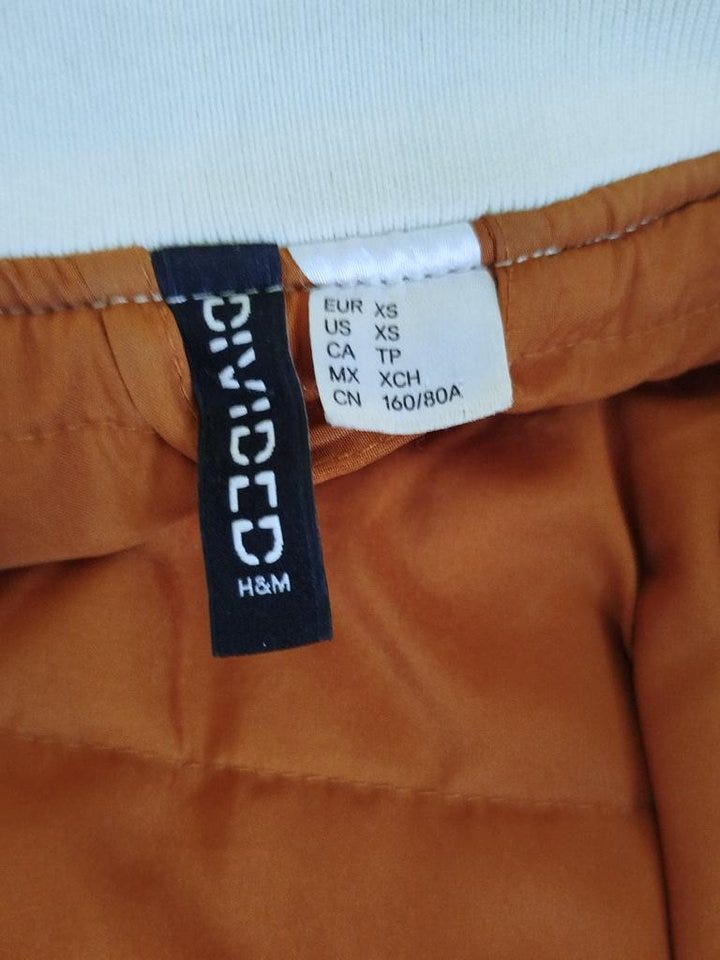 DIVIDED
H&M
EUR XS
US XS
CA TP
MX XCH
CN 160/80A